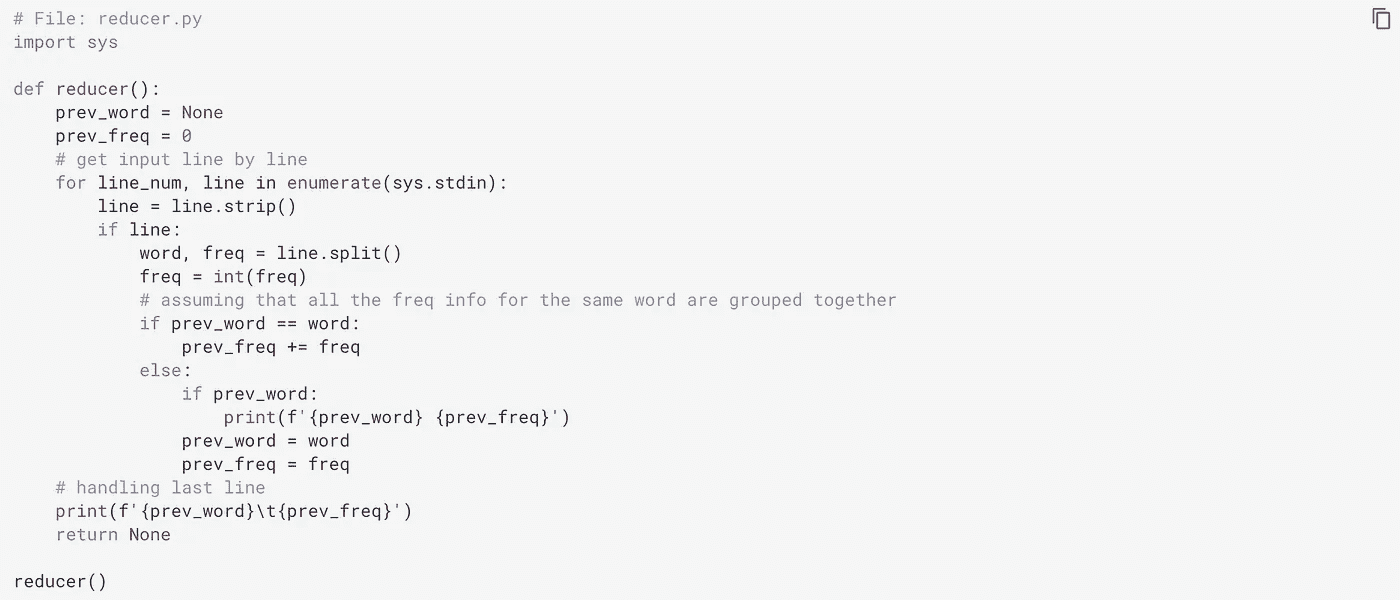 # File: reducer.py
import sys

def reducer():
    prev_word = None
    prev_freq = 0
    # get input line by line
    for line_num, line in enumerate(sys.stdin):
        line = line.strip()
        if line:
            word, freq = line.split()
            freq = int(freq)
            # assuming that all the freq info for the same word are grouped together
            if prev_word == word:
                prev_freq += freq
            else:
                if prev_word:
                    print(f'{prev_word} {prev_freq}')
                prev_word = word
                prev_freq = freq
    # handling last line
    print(f'{prev_word}\t{prev_freq}')
    return None

reducer()